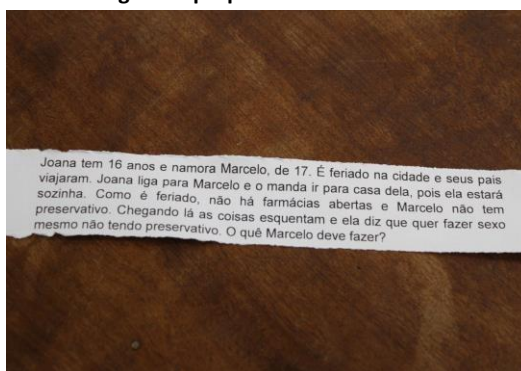 Joana tem 16 anos e namora Marcelo, de 17. É feriado na cidade e seus pais
viajaram. Joana liga para Marcelo e o manda ir para casa dela, pois ela estará
sozinha. Como é feriado, não há farmácias abertas e Marcelo não tem
preservativo. Chegando lá as coisas esquentam e ela diz que quer fazer sexo
mesmo não tendo preservativo. O quê Marcelo deve fazer?